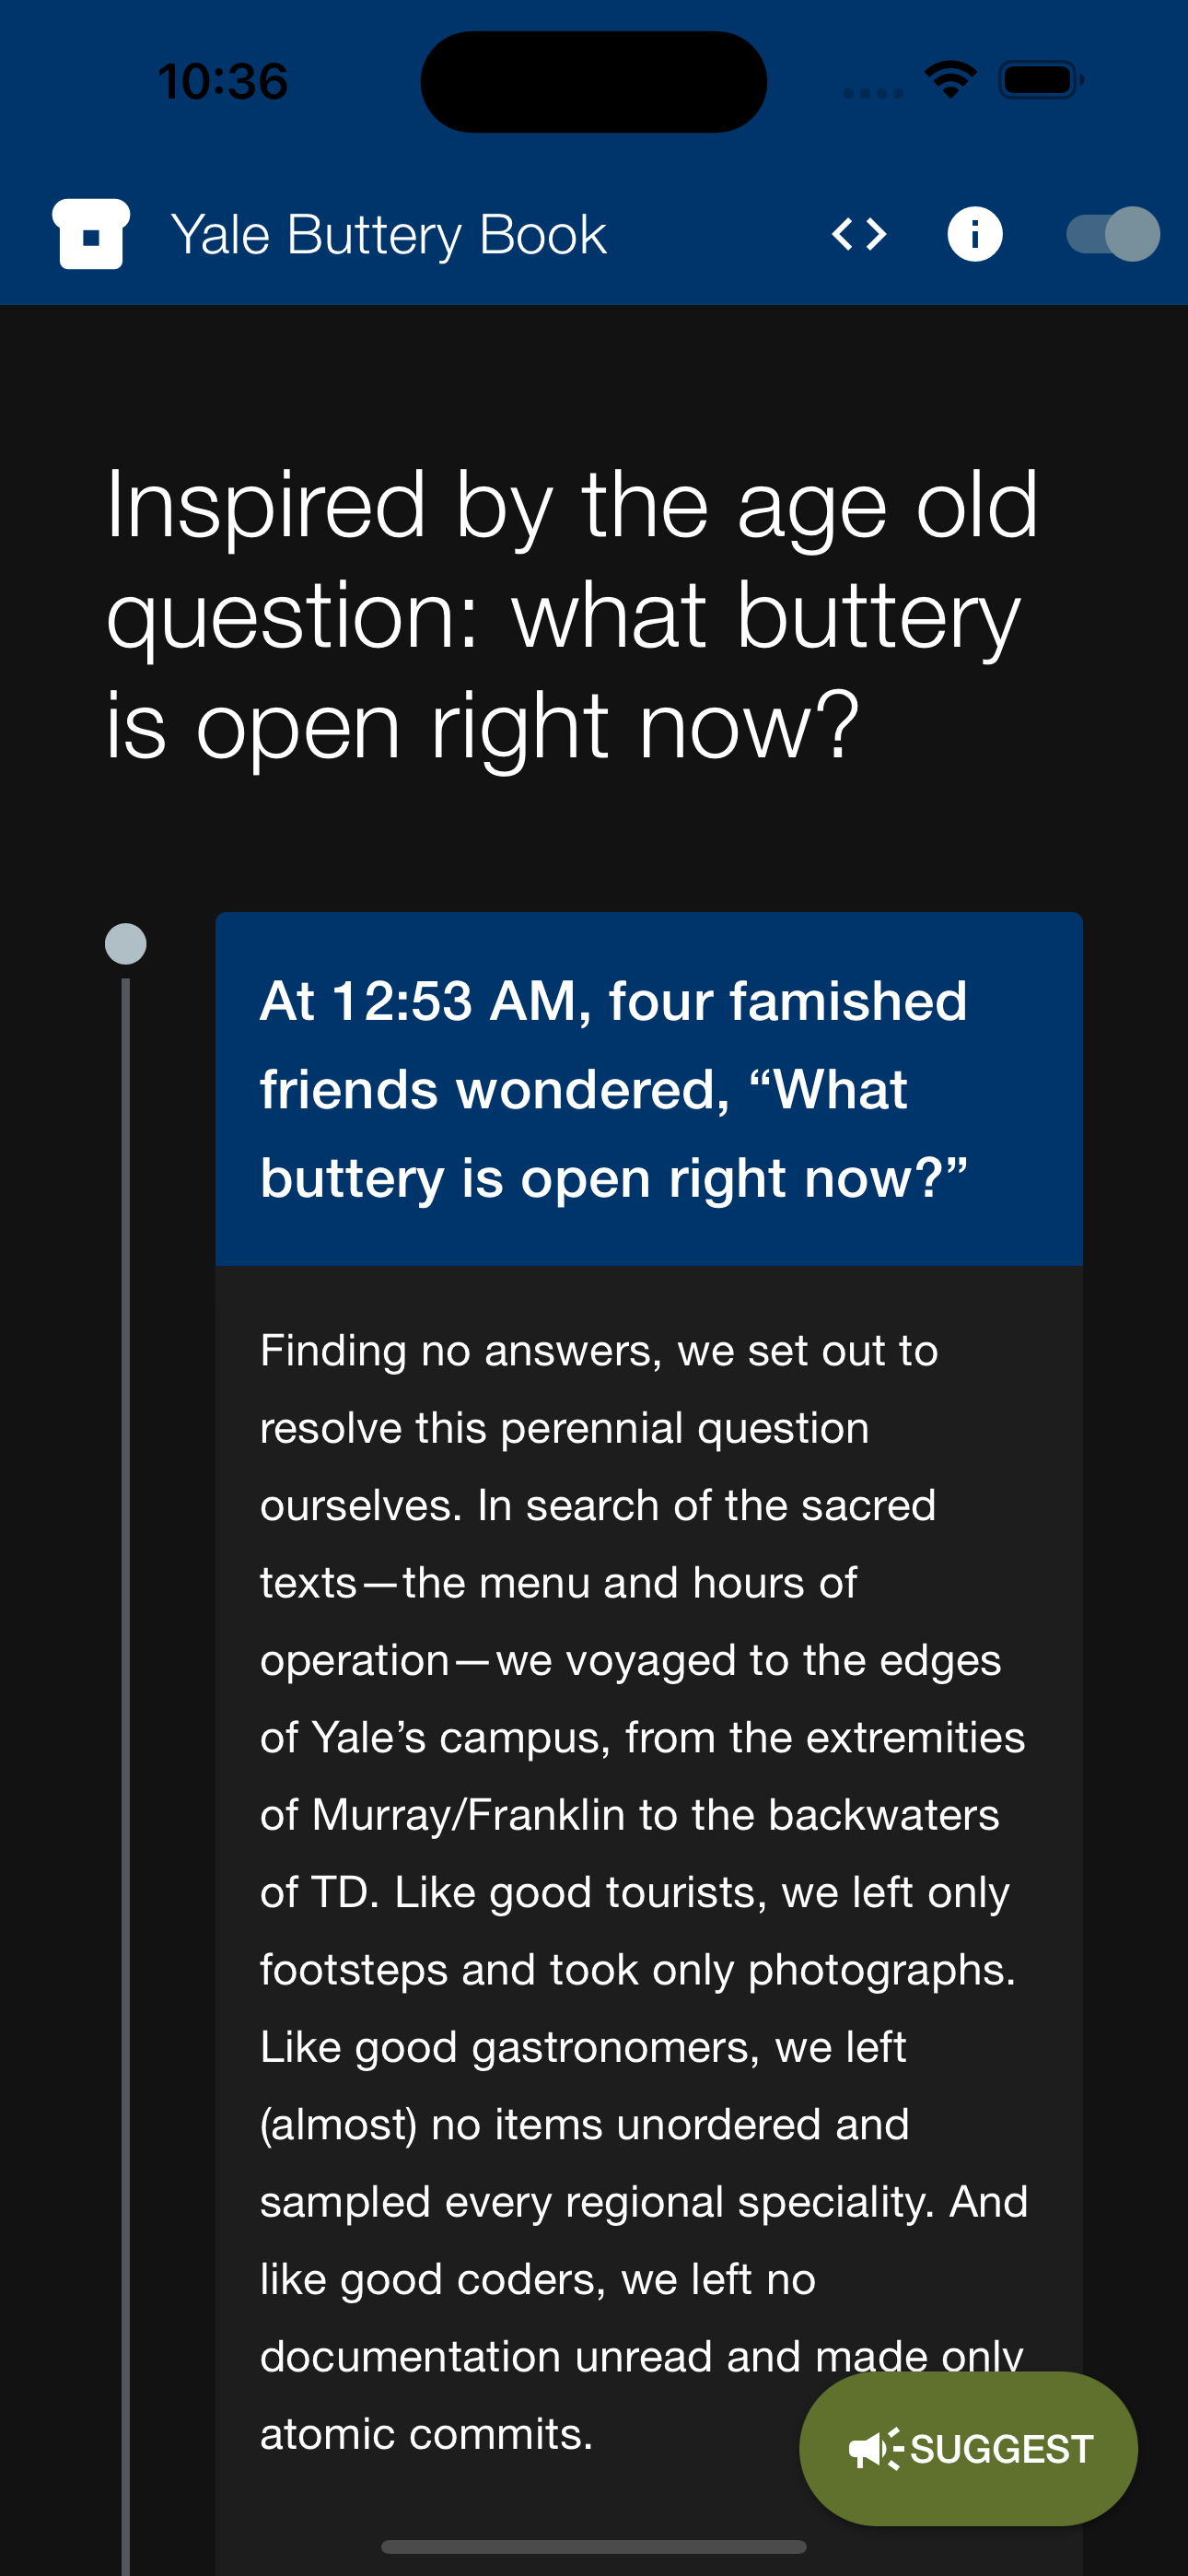 10:36
Yale Buttery Book
Inspired by the age old
question: what buttery
is open right now?
At 12:53 AM, four famished
friends wondered, “What
buttery is open right now?”
Finding no answers, we set out to
resolve this perennial question
ourselves. In search of the sacred
texts—the menu and hours of
operation—we voyaged to the edges
of Yale’s campus, from the extremities
of Murray/Franklin to the backwaters
of TD. Like good tourists, we left only
footsteps and took only photographs.
Like good gastronomers, we left
(almost) no items unordered and
sampled every regional speciality. And
like good coders, we left no
documentation unread and made only
atomic commits.
SUGGEST